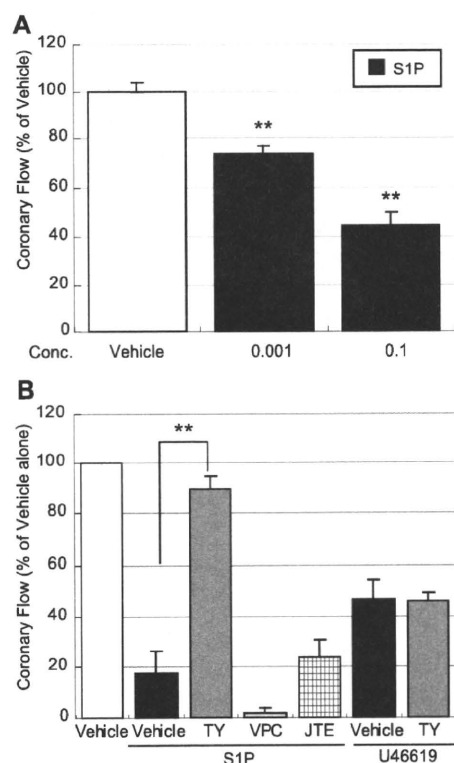 A
Coronary Flow (% of Vehicle)
120
100
80
60
40
20
0
S1P
**
**
Conc. Vehicle 0.001 0.1
B
Coronary Flow (% of Vehicle alone)
120
100
80
60
40
20
0
**
Vehicle Vehicle TY VPC JTE Vehicle TY
S1P U46619